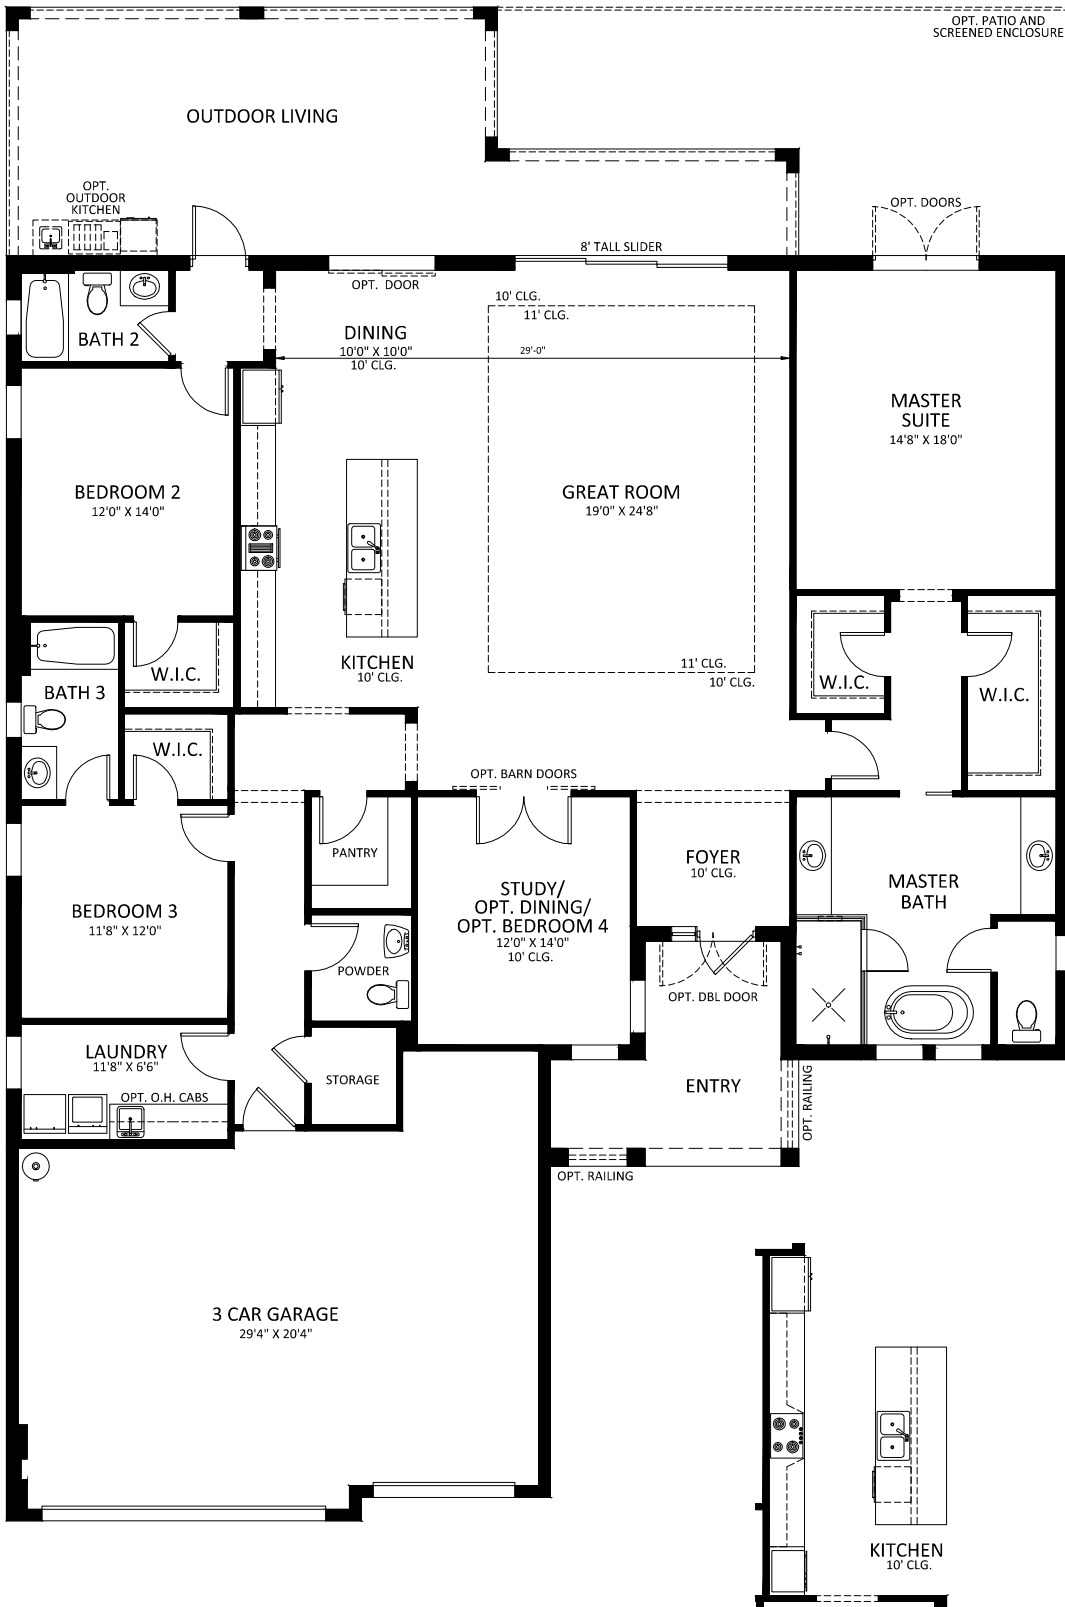 OPT. PATIO AND
SCREENED ENCLOSURE
OUTDOOR LIVING
OPT.
OUTDOOR
KITCHEN
OPT. DOORS
8' TALL SLIDER
OPT. DOOR
10' CLG.
11' CLG.
BATH 2
DINING
10'0" X 10'0"
10' CLG.
29'-0"
MASTER
SUITE
14'8" X 18'0"
BEDROOM 2
12'0" X 14'0"
GREAT ROOM
19'0" X 24'8"
KITCHEN
10' CLG.
11' CLG.
10' CLG.
W.I.C.
BATH 3
W.I.C.
W.I.C.
W.I.C.
OPT. BARN DOORS
PANTRY
FOYER
10' CLG.
MASTER
BATH
STUDY/
OPT. DINING/
OPT. BEDROOM 4
12'0" X 14'0"
10' CLG.
BEDROOM 3
11'8" X 12'0"
POWDER
OPT. DBL DOOR
LAUNDRY
11'8" X 6'6"
OPT. O.H. CABS
STORAGE
ENTRY
OPT. RAILING
OPT. RAILING
3 CAR GARAGE
29'4" X 20'4"
KITCHEN
10' CLG.